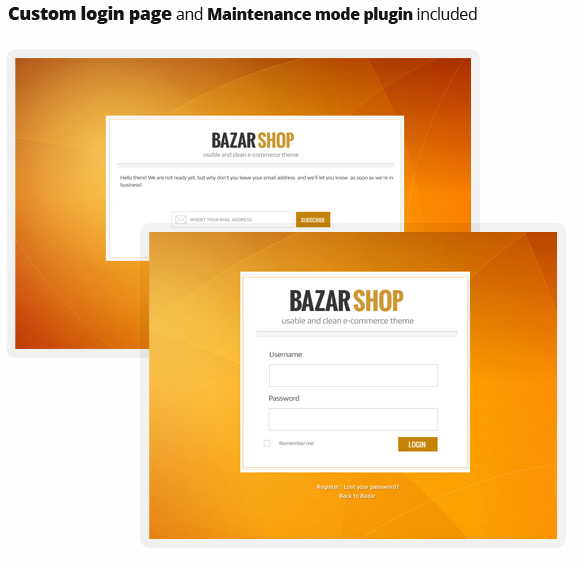 Custom login page and Maintenance mode plugin included
BAZAR SHOP
usable and clean e-commerce theme
Hello there! We are not ready yet, but why don't you leave your email address and we'll let you know as soon as we're in
business!
INSERT YOUR MAIL ADDRESS
SUBSCRIBE
BAZAR SHOP
usable and clean e-commerce theme
Username
Password
Remember me
LOGIN
Register | Lost your password?
Back to Bazar